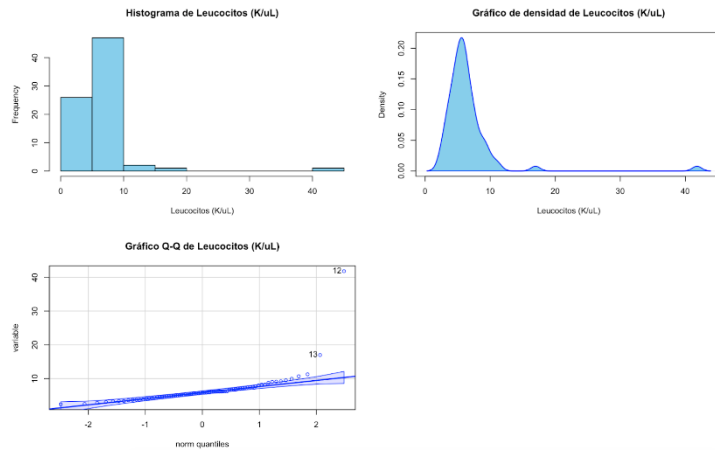 Histograma de Leucocitos (K/uL)
Frequency
0 10 20 30 40
0 10 20 30 40
Leucocitos (K/uL)
Gráfico de densidad de Leucocitos (K/uL)
Density
0.00 0.05 0.10 0.15 0.20
0 10 20 30 40
Leucocitos (K/uL)
Gráfico Q-Q de Leucocitos (K/uL)
variable
10 20 30 40
12
13
-2 -1 0 1 2
norm quantiles